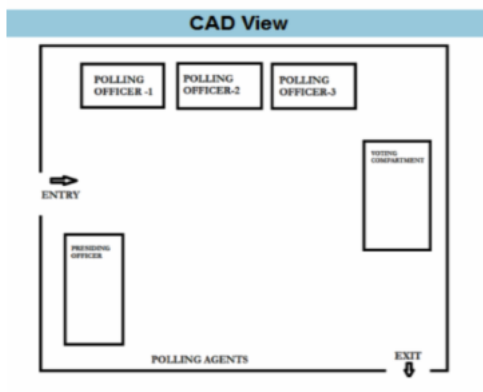 CAD View
POLLING
OFFICER -1
POLLING
OFFICER-2
POLLING
OFFICER-3
VOTING
COMPARTMENT
ENTRY
PRESIDING
OFFICER
POLLING AGENTS
EXIT